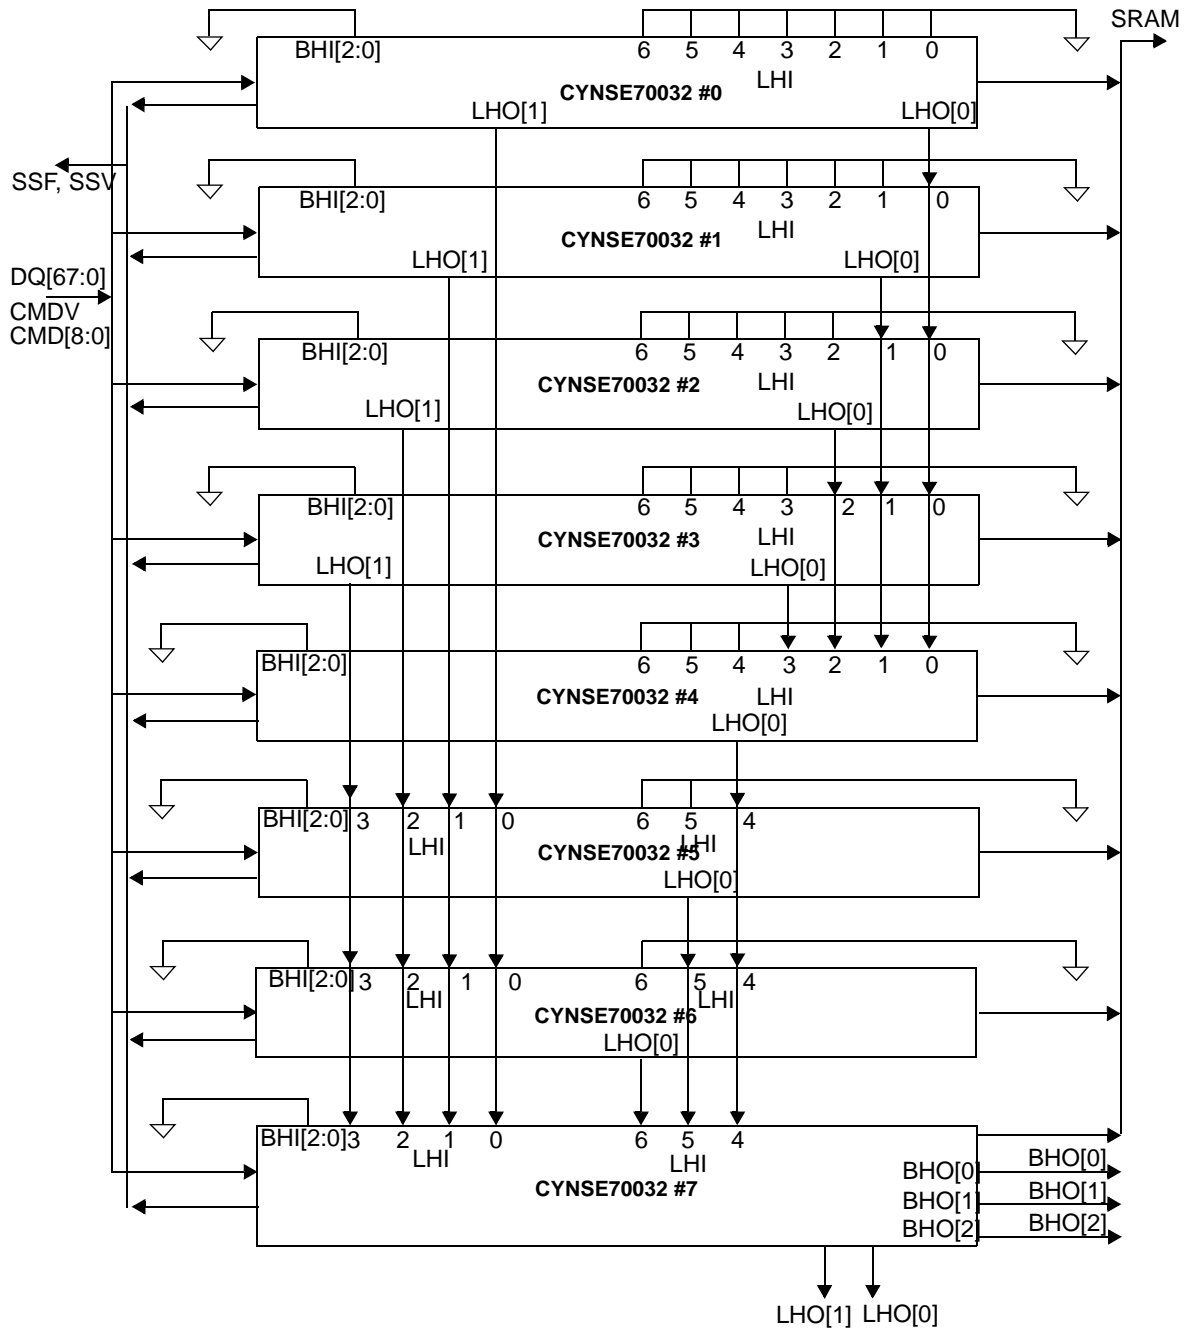 SRAM
BHI[2:0] 6 5 4 3 2 1 0
LHI
CYNSE70032 #0
LHO[1] LHO[0]
SSF, SSV
BHI[2:0] 6 5 4 3 2 1 0
LHI
CYNSE70032 #1
LHO[1] LHO[0]
DQ[67:0]
CMDV
CMD[8:0]
BHI[2:0] 6 5 4 3 2 1 0
LHI
CYNSE70032 #2
LHO[1] LHO[0]
BHI[2:0] 6 5 4 3 2 1 0
LHI
CYNSE70032 #3
LHO[1] LHO[0]
BHI[2:0] 6 5 4 3 2 1 0
LHI
CYNSE70032 #4
LHO[0]
BHI[2:0] 3 2 1 0 6 5 4
LHI LHI
CYNSE70032 #5
LHO[0]
BHI[2:0] 3 2 1 0 6 5 4
LHI LHI
CYNSE70032 #6
LHO[0]
BHI[2:0] 3 2 1 0 6 5 4
LHI LHI
CYNSE70032 #7
BHO[0] BHO[0]
BHO[1] BHO[1]
BHO[2] BHO[2]
LHO[1] LHO[0]